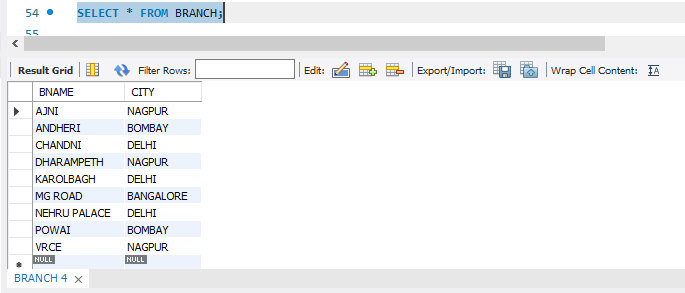 54 SELECT * FROM BRANCH;
55
Result Grid Filter Rows: Edit: Export/Import: Wrap Cell Content:
BNAME CITY
AJNI NAGPUR
ANDHERI BOMBAY
CHANDNI DELHI
DHARAMPETH NAGPUR
KAROLBAGH DELHI
MG ROAD BANGALORE
NEHRU PALACE DELHI
POWAI BOMBAY
VRCE NAGPUR
NULL NULL
BRANCH 4